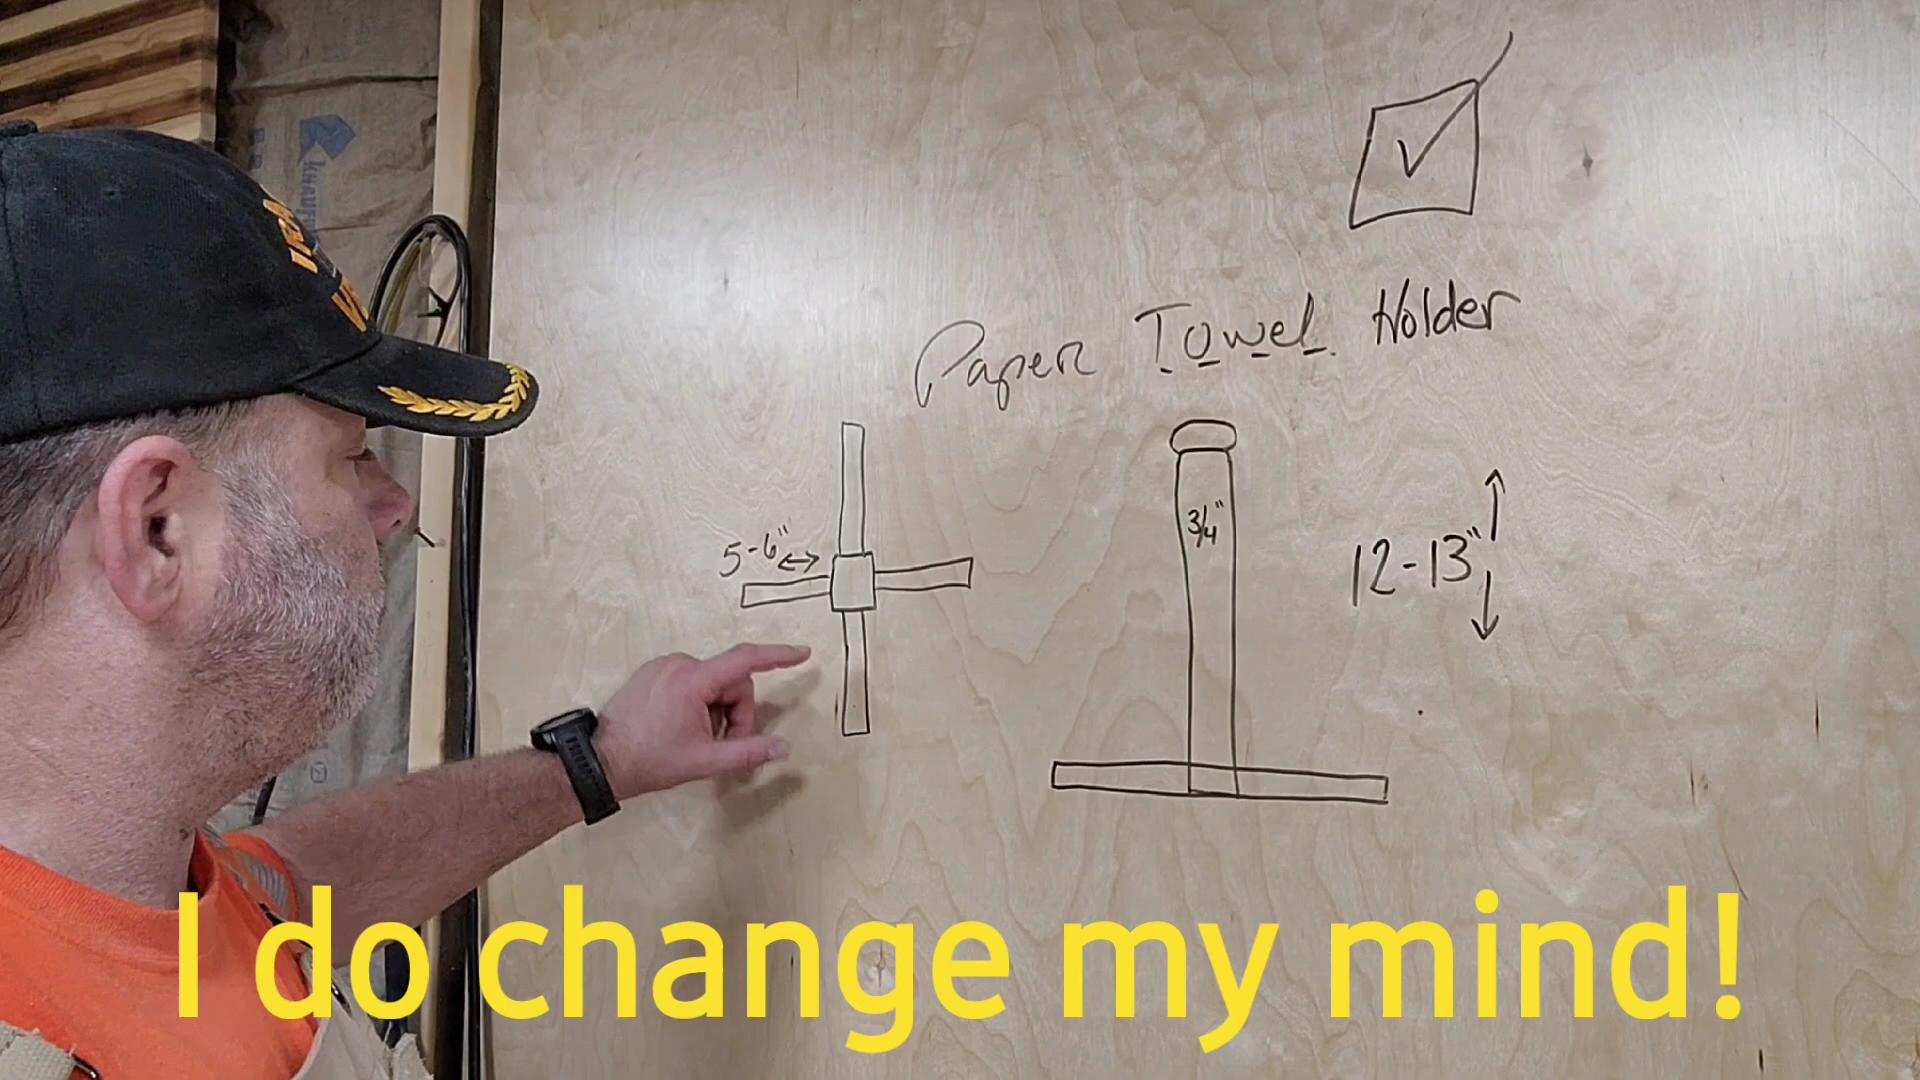 Paper Towel Holder
5-6"
3/4"
12-13"
I do change my mind!